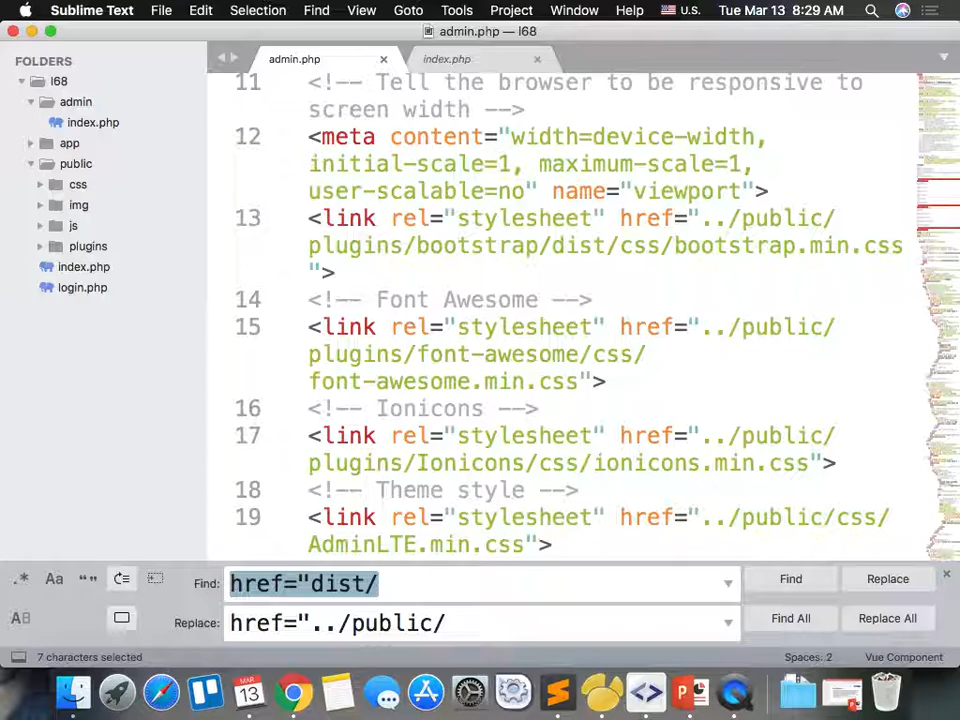 Sublime Text File Edit Selection Find View Goto Tools Project Window Help U.S. Tue Mar 13 8:29 AM
admin.php — l68
FOLDERS
l68
admin
index.php
app
public
css
img
js
plugins
index.php
login.php
admin.php
index.php
11 <!-- Tell the browser to be responsive to
screen width -->
12 <meta content="width=device-width,
initial-scale=1, maximum-scale=1,
user-scalable=no" name="viewport">
13 <link rel="stylesheet" href="../public/
plugins/bootstrap/dist/css/bootstrap.min.css
">
14 <!-- Font Awesome -->
15 <link rel="stylesheet" href="../public/
plugins/font-awesome/css/
font-awesome.min.css">
16 <!-- Ionicons -->
17 <link rel="stylesheet" href="../public/
plugins/Ionicons/css/ionicons.min.css">
18 <!-- Theme style -->
19 <link rel="stylesheet" href="../public/css/
AdminLTE.min.css">
.* Aa “” Find: href="dist/ Find Replace
AB Replace: href="../public/ Find All Replace All
7 characters selected Spaces: 2 Vue Component
MAR
13